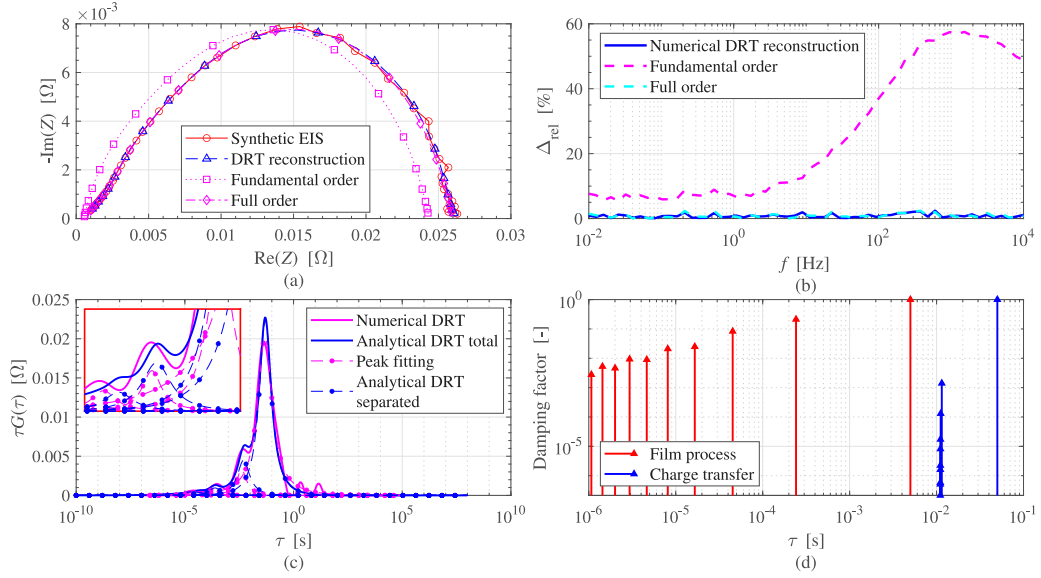 8 ×10⁻³
6
4
2
0
0 0.005 0.01 0.015 0.02 0.025 0.03
-Im(Z) [Ω]
Re(Z) [Ω]
Synthetic EIS
DRT reconstruction
Fundamental order
Full order
(a)
60
40
20
0
10⁻² 10⁰ 10² 10⁴
Δrel [%]
f [Hz]
Numerical DRT reconstruction
Fundamental order
Full order
(b)
0.025
0.02
0.015
0.01
0.005
0
10⁻¹⁰ 10⁻⁵ 10⁰ 10⁵ 10¹⁰
τG(τ) [Ω]
τ [s]
Numerical DRT
Analytical DRT total
Peak fitting
Analytical DRT
separated
(c)
10⁰
10⁻⁵
10⁻⁶ 10⁻⁵ 10⁻⁴ 10⁻³ 10⁻² 10⁻¹
Damping factor [-]
τ [s]
Film process
Charge transfer
(d)